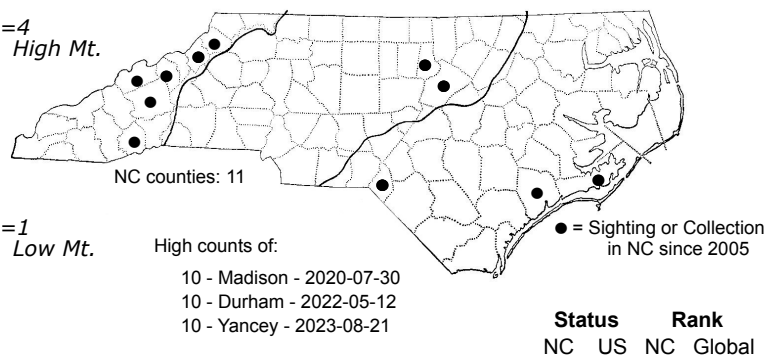 =4
High Mt.
NC counties: 11
=1
Low Mt.
High counts of:
10 - Madison - 2020-07-30
10 - Durham - 2022-05-12
10 - Yancey - 2023-08-21
● = Sighting or Collection
in NC since 2005
Status Rank
NC US NC Global